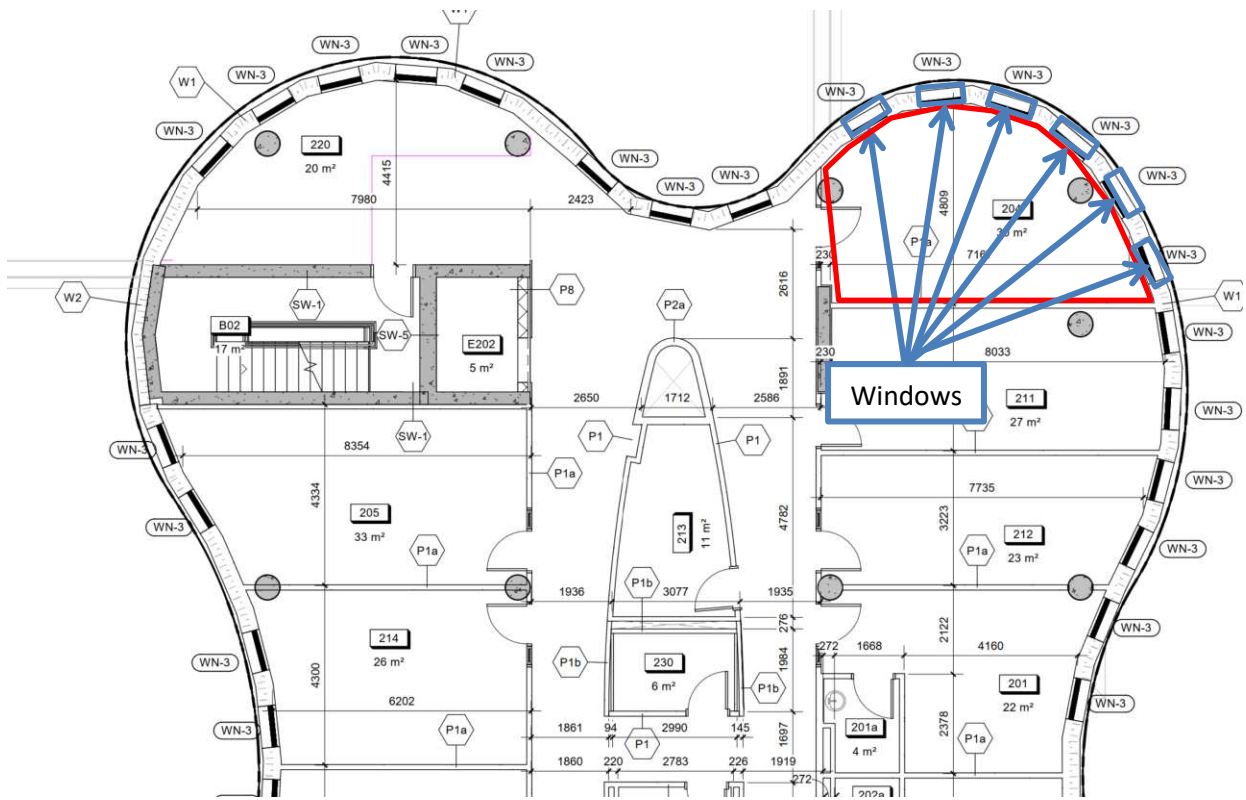 W1
WN-3
WN-3
WN-3
WN-3
WN-3
WN-3
WN-3
WN-3
W1
WN-3
WN-3
WN-3
WN-3
WN-3
WN-3
WN-3
220
20 m²
4415
7980
2423
204
4809
P1a
230
W2
SW-1
P8
P2a
2616
W1
B02
17 m²
SW-5
E202
5 m²
WN-3
230
8033
1891
Windows
2650
1712
2586
211
27 m²
WN-3
SW-1
P1
P1
WN-3
8354
P1a
7735
WN-3
4334
205
33 m²
213
11 m²
4782
3223
212
23 m²
WN-3
WN-3
P1a
P1a
P1b
1936
3077
1935
276
2122
WN-3
214
26 m²
P1b
230
6 m²
P1b
1984
272
1668
4160
WN-3
4300
201
22 m²
6202
WN-3
WN-3
P1a
1861
94
2990
145
P1
1697
201a
4 m²
2378
P1a
1860
220
2783
226
1919
272
202a